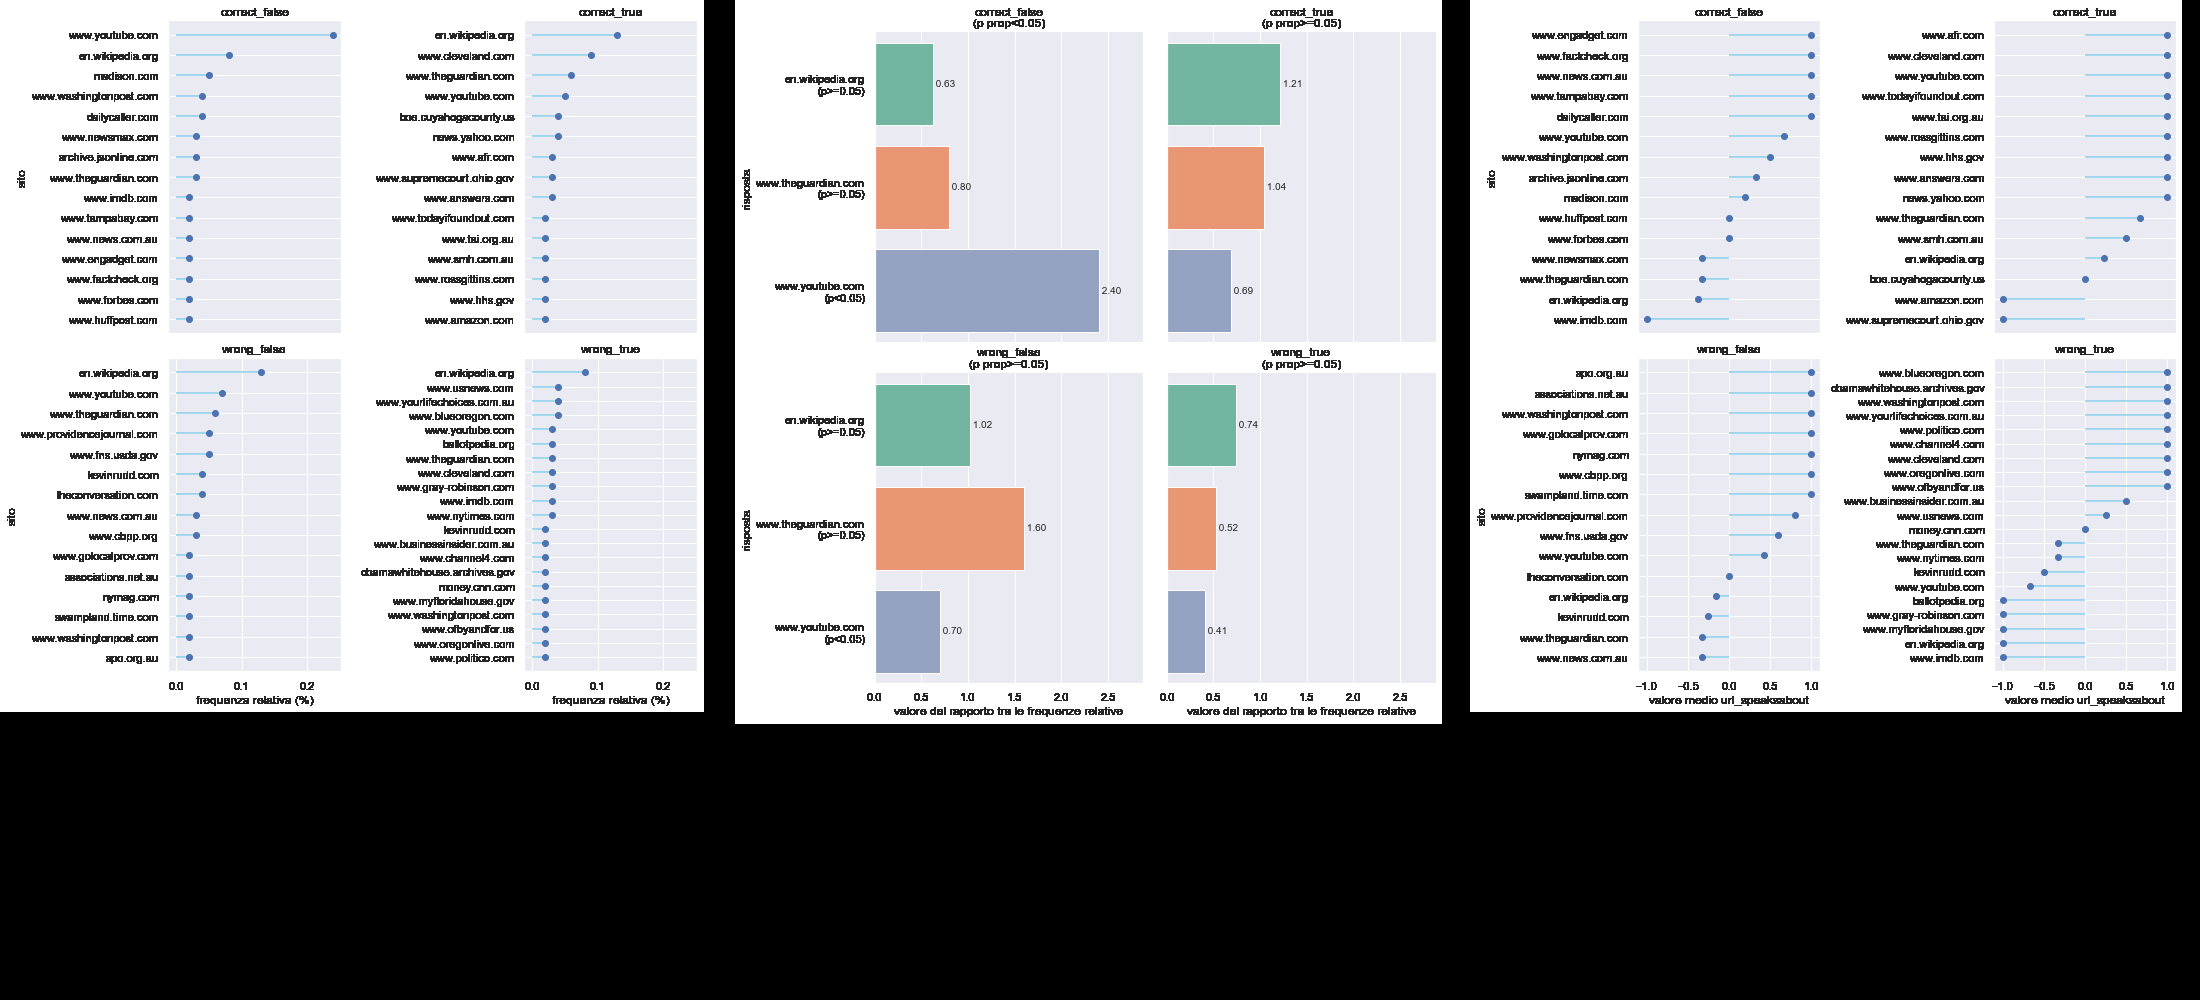 correct_false
www.youtube.com
en.wikipedia.org
madison.com
www.washingtonpost.com
dailycaller.com
www.newsmax.com
archive.jsonline.com
www.theguardian.com
www.imdb.com
www.tampabay.com
www.news.com.au
www.engadget.com
www.factcheck.org
www.forbes.com
www.huffpost.com
sito
correct_true
en.wikipedia.org
www.cleveland.com
www.theguardian.com
www.youtube.com
boe.cuyahogacounty.us
news.yahoo.com
www.afr.com
www.supremecourt.ohio.gov
www.answers.com
www.todayifoundout.com
www.tai.org.au
www.smh.com.au
www.rossgittins.com
www.hhs.gov
www.amazon.com
wrong_false
en.wikipedia.org
www.youtube.com
www.theguardian.com
www.providencejournal.com
www.fns.usda.gov
kevinrudd.com
theconversation.com
www.news.com.au
www.cbpp.org
www.golocalprov.com
associations.net.au
nymag.com
swampland.time.com
www.washingtonpost.com
apo.org.au
sito
0.0 0.1 0.2
frequenza relativa (%)
wrong_true
en.wikipedia.org
www.usnews.com
www.yourlifechoices.com.au
www.blueoregon.com
www.youtube.com
ballotpedia.org
www.theguardian.com
www.cleveland.com
www.gray-robinson.com
www.imdb.com
www.nytimes.com
kevinrudd.com
www.businessinsider.com.au
www.channel4.com
obamawhitehouse.archives.gov
money.cnn.com
www.myfloridahouse.gov
www.washingtonpost.com
www.ofbyandfor.us
www.oregonlive.com
www.politico.com
0.0 0.1 0.2
frequenza relativa (%)
correct_false
(p prop<0.05)
en.wikipedia.org
(p>=0.05)
0.63
www.theguardian.com
(p>=0.05)
0.80
www.youtube.com
(p<0.05)
2.40
risposta
correct_true
(p prop>=0.05)
1.21
1.04
0.69
wrong_false
(p prop>=0.05)
en.wikipedia.org
(p>=0.05)
1.02
www.theguardian.com
(p>=0.05)
1.60
www.youtube.com
(p<0.05)
0.70
risposta
0.0 0.5 1.0 1.5 2.0 2.5
valore del rapporto tra le frequenze relative
wrong_true
(p prop>=0.05)
0.74
0.52
0.41
0.0 0.5 1.0 1.5 2.0 2.5
valore del rapporto tra le frequenze relative
correct_false
www.engadget.com
www.factcheck.org
www.news.com.au
www.tampabay.com
dailycaller.com
www.youtube.com
www.washingtonpost.com
archive.jsonline.com
madison.com
www.huffpost.com
www.forbes.com
www.newsmax.com
www.theguardian.com
en.wikipedia.org
www.imdb.com
sito
correct_true
www.afr.com
www.cleveland.com
www.youtube.com
www.todayifoundout.com
www.tai.org.au
www.rossgittins.com
www.hhs.gov
www.answers.com
news.yahoo.com
www.theguardian.com
www.smh.com.au
en.wikipedia.org
boe.cuyahogacounty.us
www.amazon.com
www.supremecourt.ohio.gov
wrong_false
apo.org.au
associations.net.au
www.washingtonpost.com
www.golocalprov.com
nymag.com
www.cbpp.org
swampland.time.com
www.providencejournal.com
www.fns.usda.gov
www.youtube.com
theconversation.com
en.wikipedia.org
kevinrudd.com
www.theguardian.com
www.news.com.au
sito
−1.0 −0.5 0.0 0.5 1.0
valore medio url_speaksabout
wrong_true
www.blueoregon.com
obamawhitehouse.archives.gov
www.washingtonpost.com
www.yourlifechoices.com.au
www.politico.com
www.channel4.com
www.cleveland.com
www.oregonlive.com
www.ofbyandfor.us
www.businessinsider.com.au
www.usnews.com
money.cnn.com
www.theguardian.com
www.nytimes.com
kevinrudd.com
www.youtube.com
ballotpedia.org
www.gray-robinson.com
www.myfloridahouse.gov
en.wikipedia.org
www.imdb.com
−1.0 −0.5 0.0 0.5 1.0
valore medio url_speaksabout